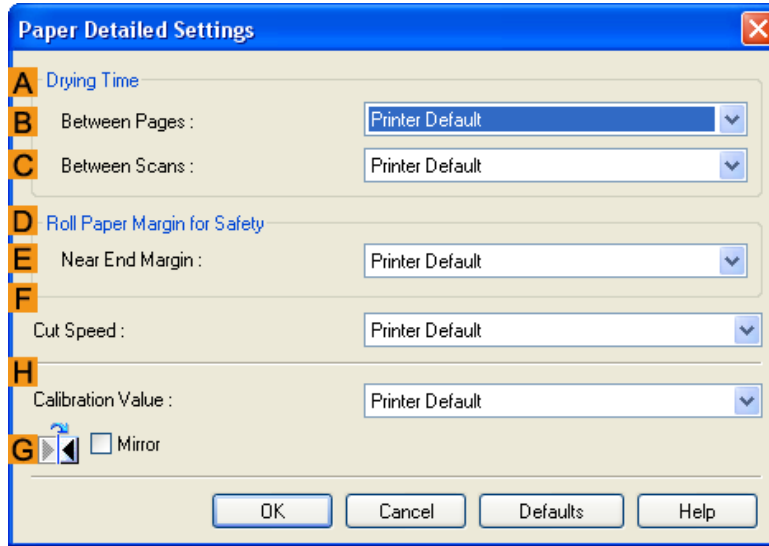 Paper Detailed Settings
A Drying Time
B Between Pages : Printer Default
C Between Scans : Printer Default
D Roll Paper Margin for Safety
E Near End Margin : Printer Default
F
Cut Speed : Printer Default
H
Calibration Value : Printer Default
G Mirror
OK Cancel Defaults Help